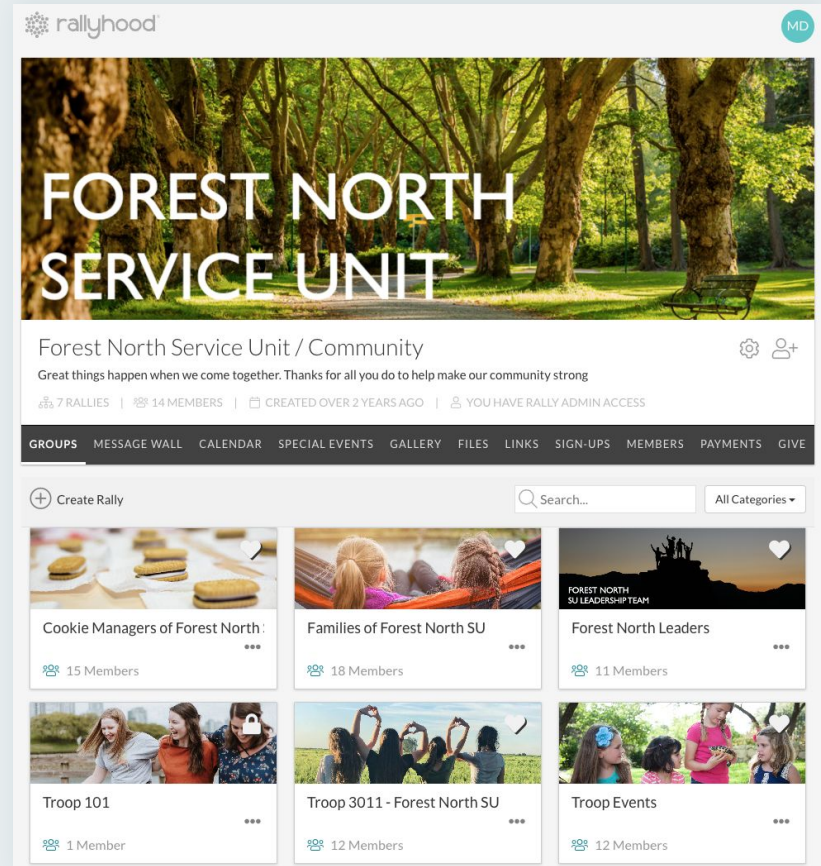 rallyhood
MD
FOREST NORTH
SERVICE UNIT
Forest North Service Unit / Community
Great things happen when we come together. Thanks for all you do to help make our community strong
7 RALLIES | 14 MEMBERS | CREATED OVER 2 YEARS AGO | YOU HAVE RALLY ADMIN ACCESS
GROUPS MESSAGE WALL CALENDAR SPECIAL EVENTS GALLERY FILES LINKS SIGN-UPS MEMBERS PAYMENTS GIVE
Create Rally
Search...
All Categories
FOREST NORTH
SU LEADERSHIP TEAM
Cookie Managers of Forest North
Families of Forest North SU
Forest North Leaders
15 Members
18 Members
11 Members
Troop 101
Troop 3011 - Forest North SU
Troop Events
1 Member
12 Members
12 Members